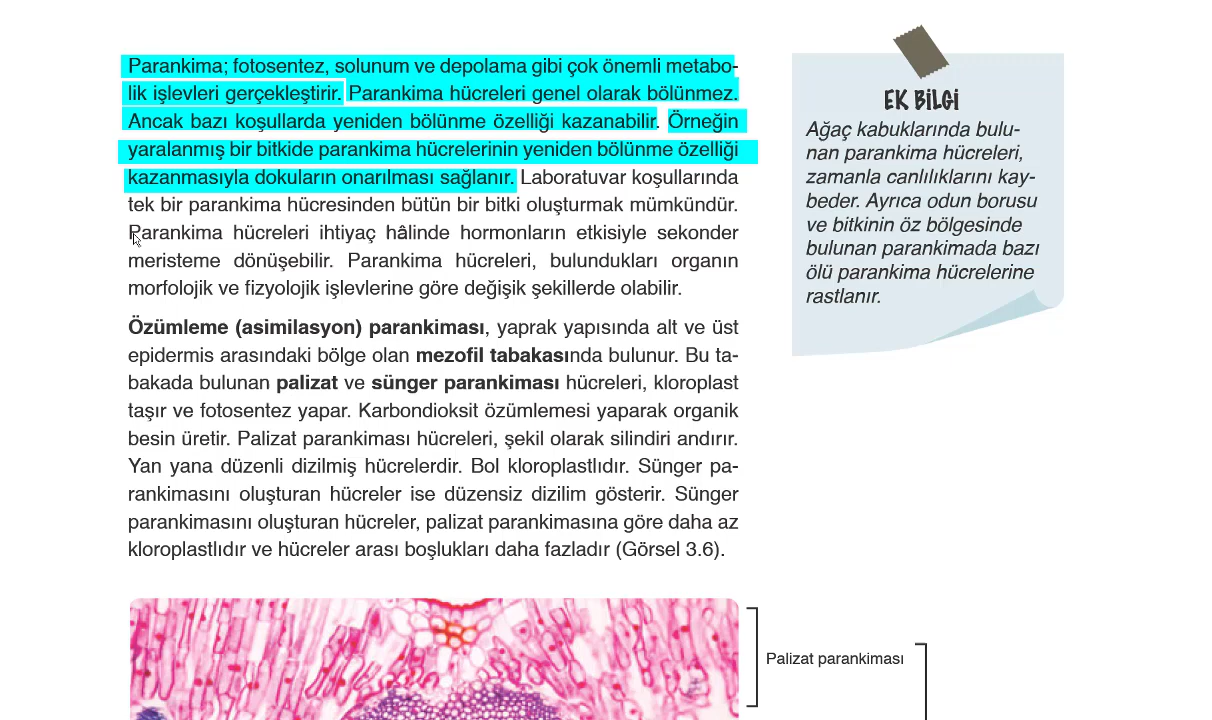 Parankima; fotosentez, solunum ve depolama gibi çok önemli metabo-
lik işlevleri gerçekleştirir. Parankima hücreleri genel olarak bölünmez.
Ancak bazı koşullarda yeniden bölünme özelliği kazanabilir. Örneğin
yaralanmış bir bitkide parankima hücrelerinin yeniden bölünme özelliği
kazanmasıyla dokuların onarılması sağlanır. Laboratuvar koşullarında
tek bir parankima hücresinden bütün bir bitki oluşturmak mümkündür.
Parankima hücreleri ihtiyaç hâlinde hormonların etkisiyle sekonder
meristeme dönüşebilir. Parankima hücreleri, bulundukları organın
morfolojik ve fizyolojik işlevlerine göre değişik şekillerde olabilir.
Özümleme (asimilasyon) parankiması, yaprak yapısında alt ve üst
epidermis arasındaki bölge olan mezofil tabakasında bulunur. Bu ta-
bakada bulunan palizat ve sünger parankiması hücreleri, kloroplast
taşır ve fotosentez yapar. Karbondioksit özümlemesi yaparak organik
besin üretir. Palizat parankiması hücreleri, şekil olarak silindiri andırır.
Yan yana düzenli dizilmiş hücrelerdir. Bol kloroplastlıdır. Sünger pa-
rankimasını oluşturan hücreler ise düzensiz dizilim gösterir. Sünger
parankimasını oluşturan hücreler, palizat parankimasına göre daha az
kloroplastlıdır ve hücreler arası boşlukları daha fazladır (Görsel 3.6).
EK BİLGİ
Ağaç kabuklarında bulu-
nan parankima hücreleri,
zamanla canlılıklarını kay-
beder. Ayrıca odun borusu
ve bitkinin öz bölgesinde
bulunan parankimada bazı
ölü parankima hücrelerine
rastlanır.
Palizat parankiması